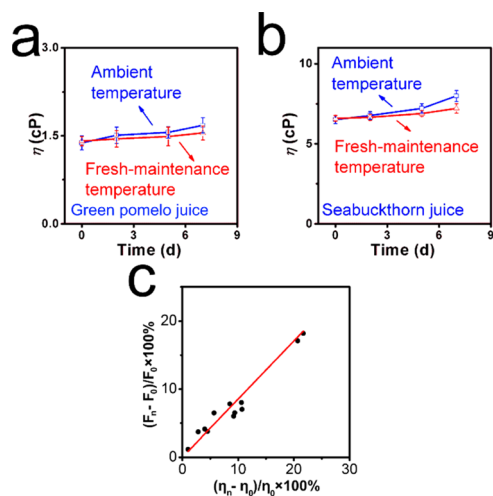 a
3.0
1.5
0.0
η (cP)
Ambient
temperature
Fresh-maintenance
temperature
Green pomelo juice
0 3 6 9
Time (d)
b
10
5
0
η (cP)
Ambient
temperature
Fresh-maintenance
temperature
Seabuckthorn juice
0 3 6 9
Time (d)
c
20
10
0
(Fₙ- F₀)/F₀×100%
0 10 20 30
(ηₙ- η₀)/η₀×100%